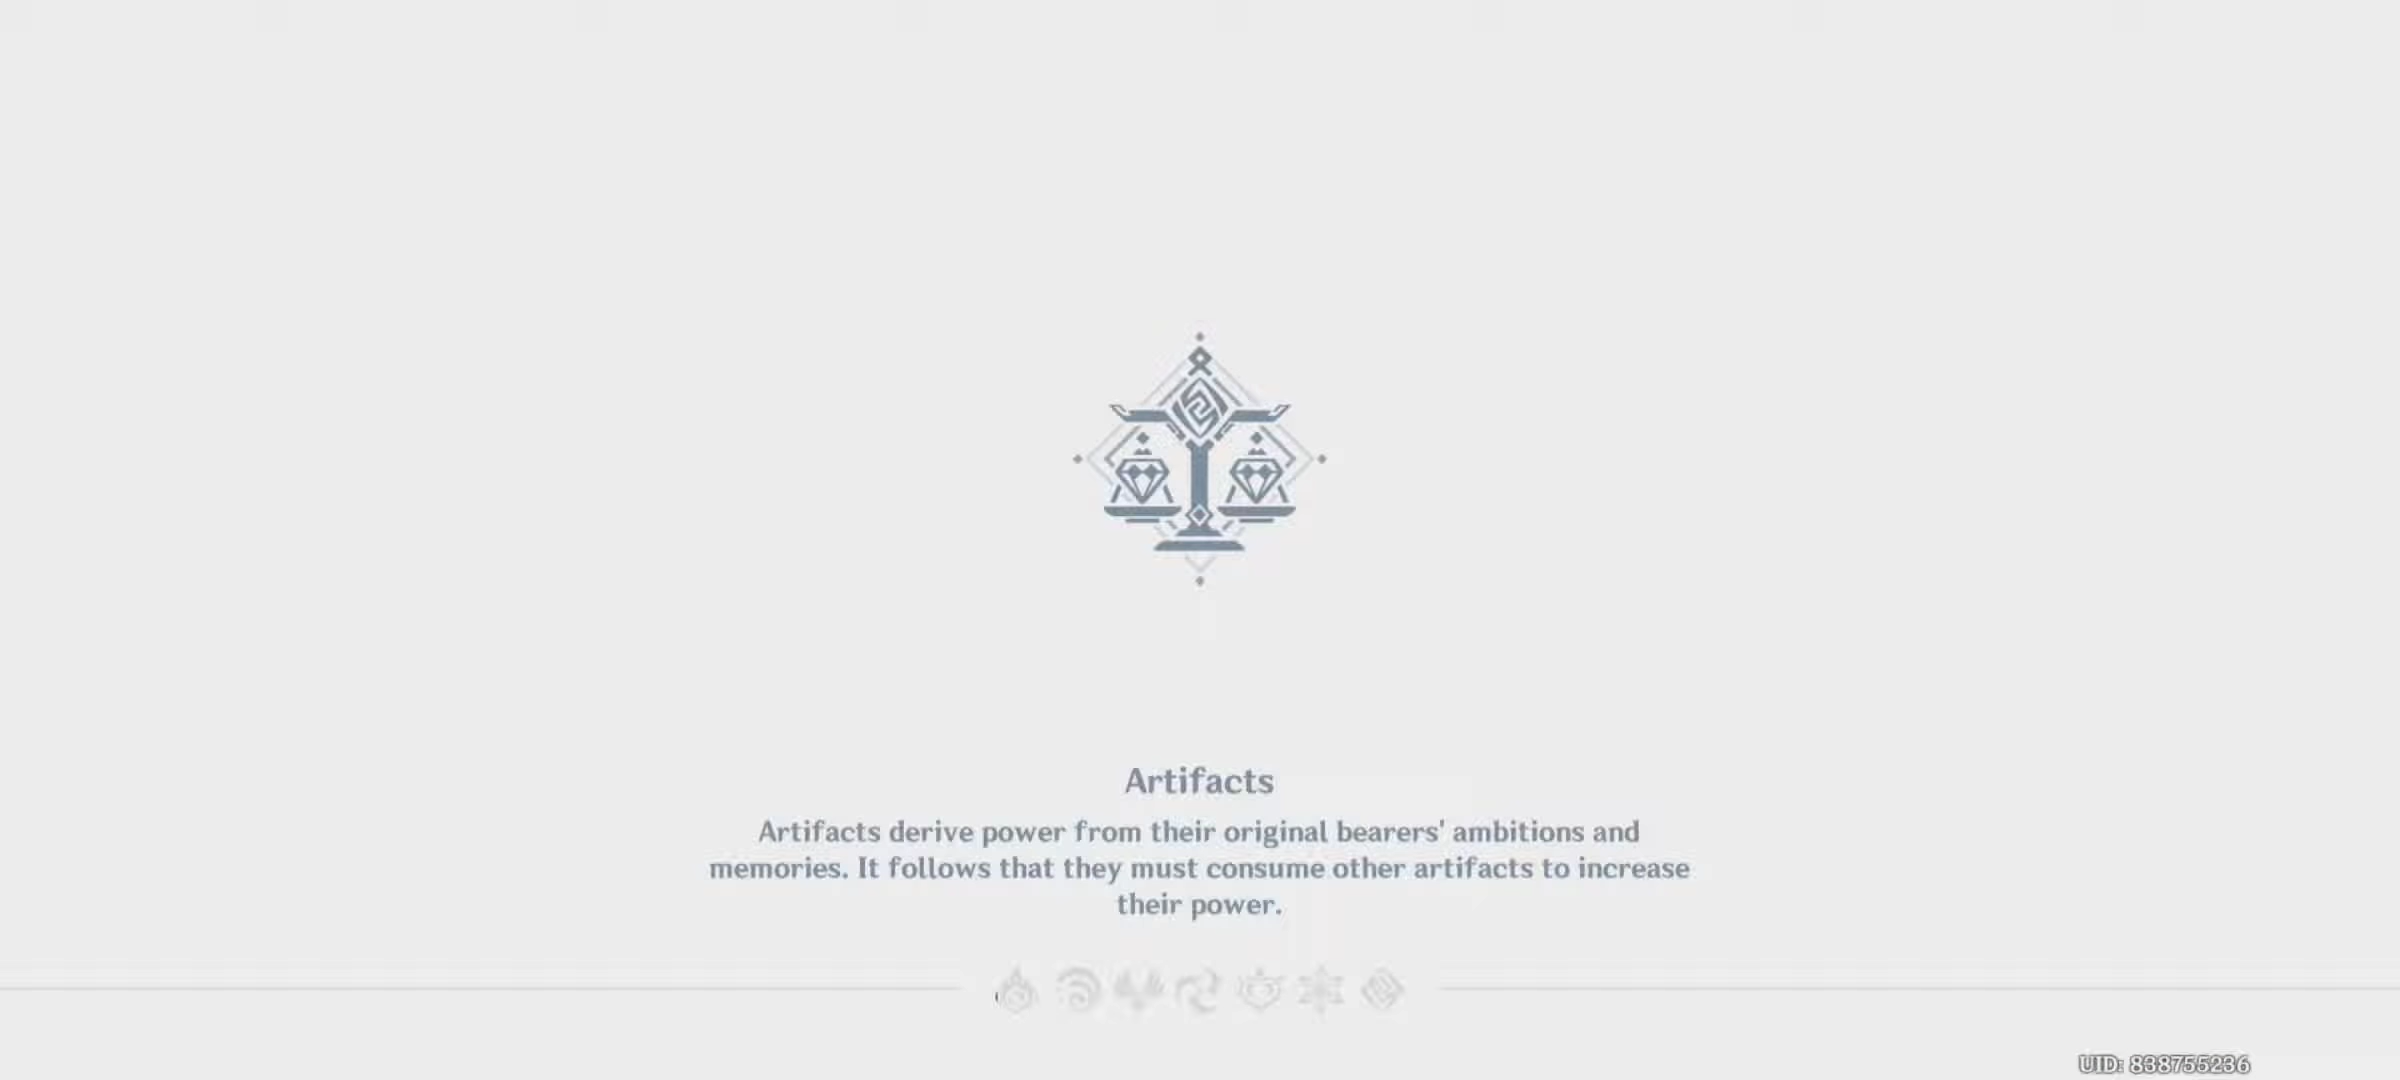 Artifacts
Artifacts derive power from their original bearers' ambitions and
memories. It follows that they must consume other artifacts to increase
their power.
UID: 838755236